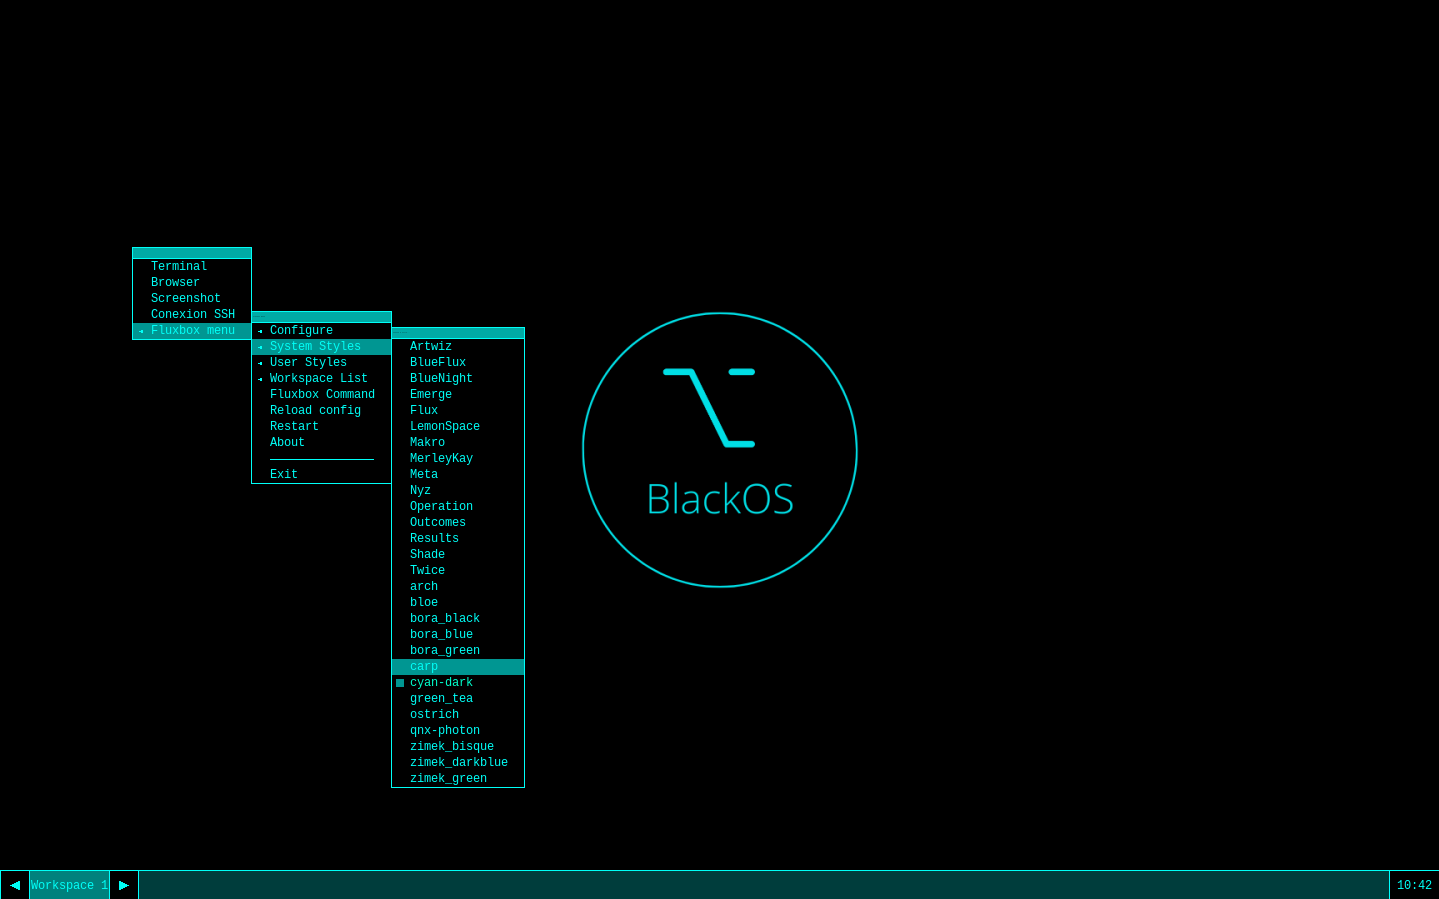 Terminal
Browser
Screenshot
Conexion SSH
Fluxbox menu
Configure
System Styles
User Styles
Workspace List
Fluxbox Command
Reload config
Restart
About
Exit
Artwiz
BlueFlux
BlueNight
Emerge
Flux
LemonSpace
Makro
MerleyKay
Meta
Nyz
Operation
Outcomes
Results
Shade
Twice
arch
bloe
bora_black
bora_blue
bora_green
carp
cyan-dark
green_tea
ostrich
qnx-photon
zimek_bisque
zimek_darkblue
zimek_green
BlackOS
Workspace 1
10:42